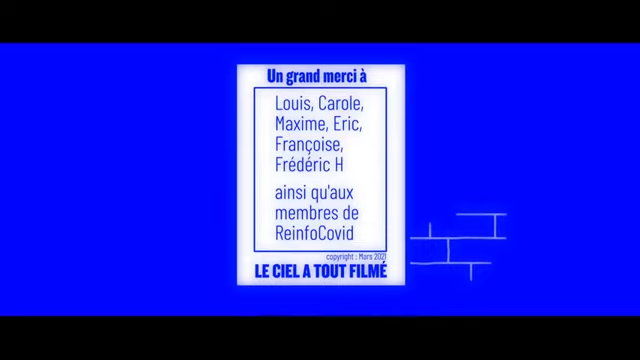 Un grand merci à
Louis, Carole,
Maxime, Eric,
Françoise,
Frédéric H
ainsi qu'aux
membres de
ReinfoCovid
copyright : Mars 2021
LE CIEL A TOUT FILMÉ